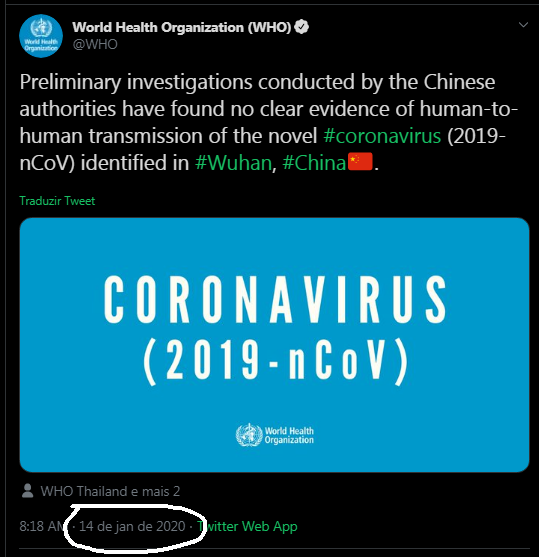 World Health Organization (WHO)
@WHO
World Health
Organization
Preliminary investigations conducted by the Chinese
authorities have found no clear evidence of human-to-
human transmission of the novel #coronavirus (2019-
nCoV) identified in #Wuhan, #China🇨🇳.
Traduzir Tweet
CORONAVIRUS
(2019-nCoV)
World Health
Organization
WHO Thailand e mais 2
8:18 AM · 14 de jan de 2020 · Twitter Web App